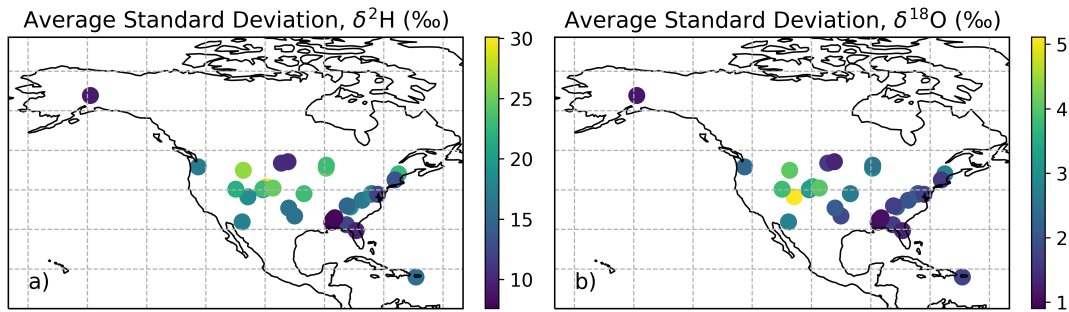 Average Standard Deviation, δ²H (‰)
a)
30
25
20
15
10
Average Standard Deviation, δ¹⁸O (‰)
b)
5
4
3
2
1